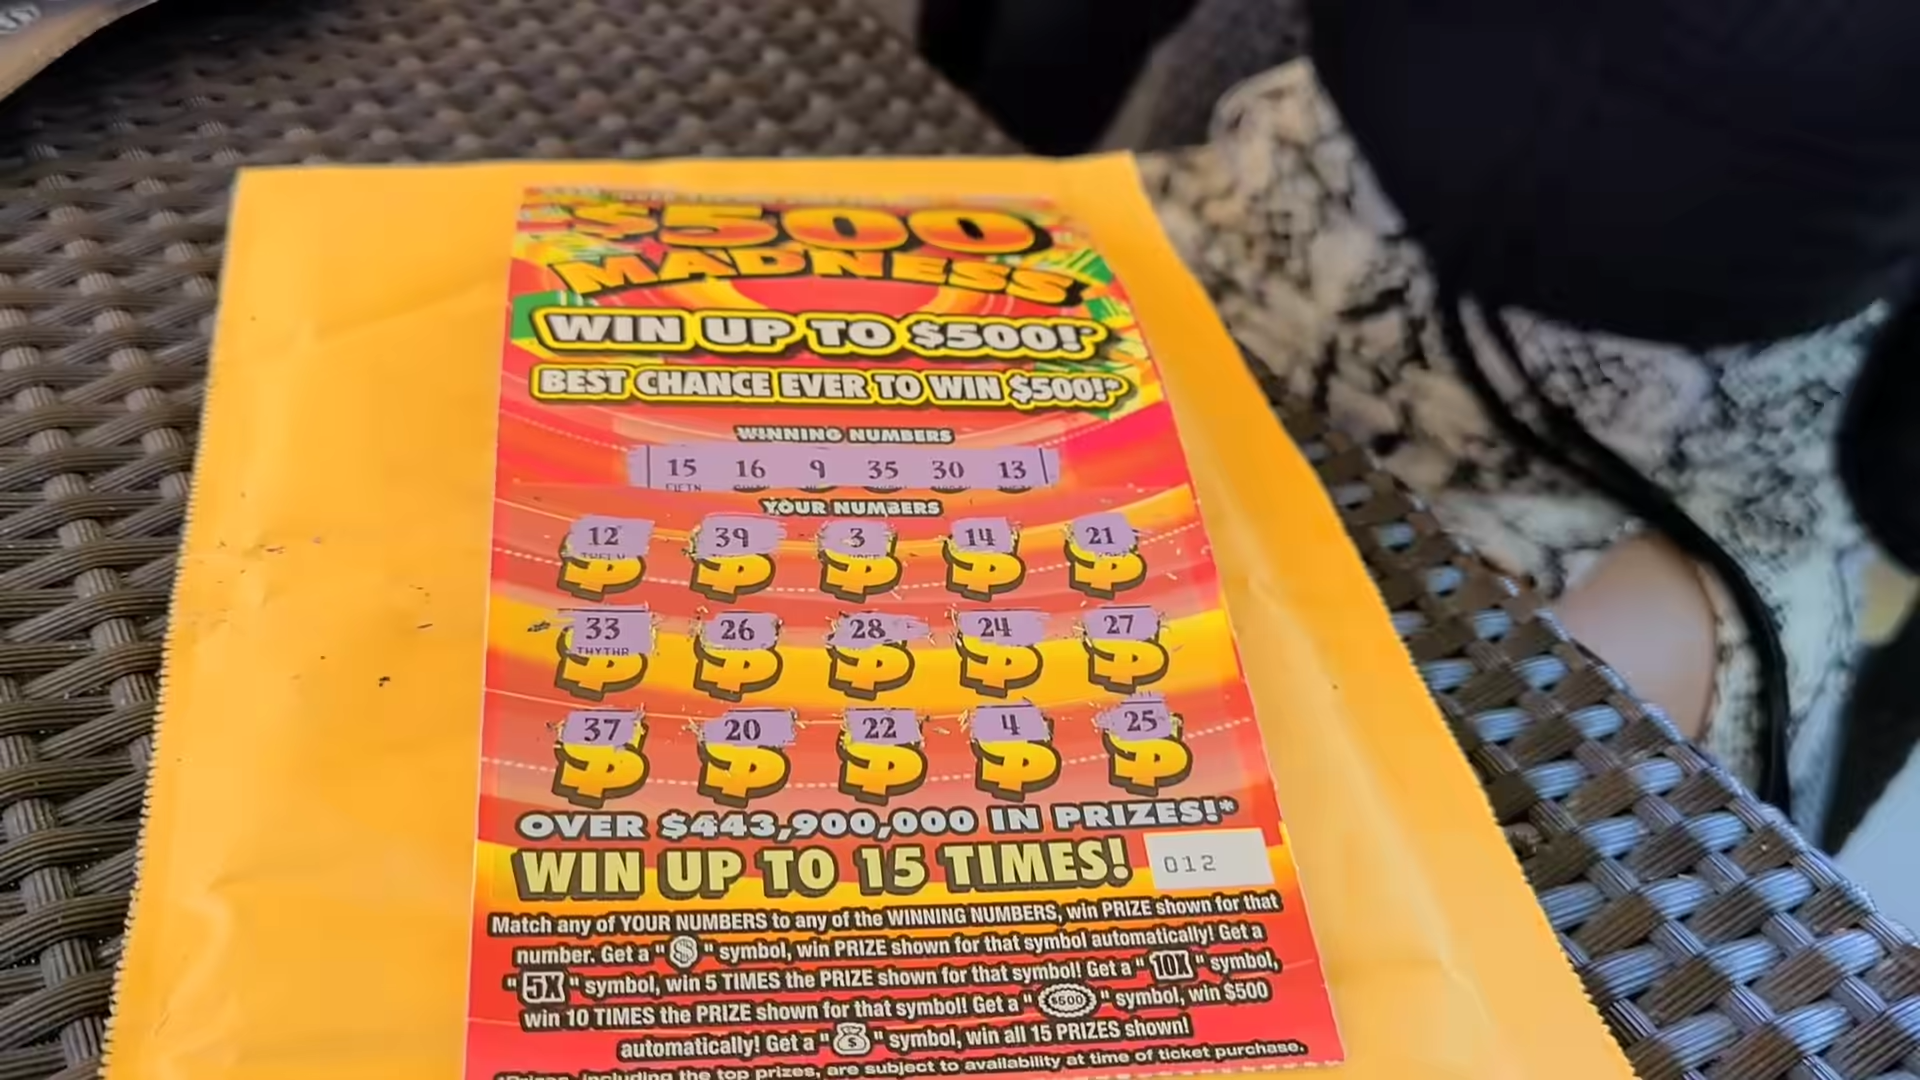 $500
MADNESS
WIN UP TO $500!*
BEST CHANCE EVER TO WIN $500!*
WINNING NUMBERS
15 16 9 35 30 13
YOUR NUMBERS
12 39 3 14 21
33 26 28 24 27
THYTHR
37 20 22 4 25
OVER $443,900,000 IN PRIZES!*
WIN UP TO 15 TIMES! 012
Match any of YOUR NUMBERS to any of the WINNING NUMBERS, win PRIZE shown for that
number. Get a " $ " symbol, win PRIZE shown for that symbol automatically! Get a
" 5X " symbol, win 5 TIMES the PRIZE shown for that symbol! Get a " 10X " symbol,
win 10 TIMES the PRIZE shown for that symbol! Get a " $500 " symbol, win $500
automatically! Get a " $ " symbol, win all 15 PRIZES shown!
*Prizes, including the top prizes, are subject to availability at time of ticket purchase.